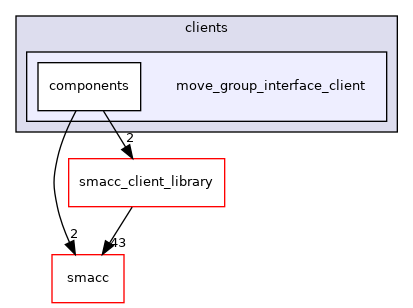 clients
components
move_group_interface_client
2
smacc_client_library
2
43
smacc